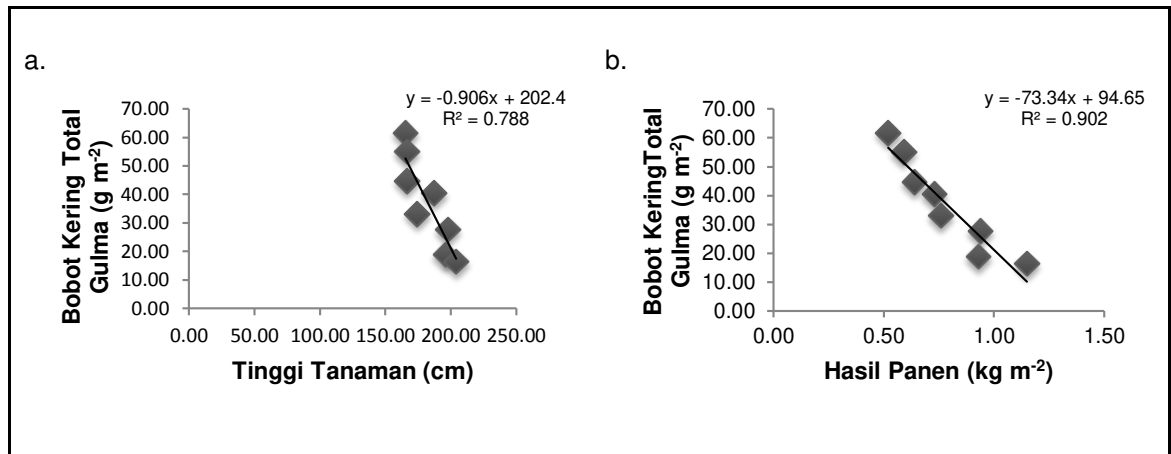 a.
y = -0.906x + 202.4
R² = 0.788
Bobot Kering Total
Gulma (g m⁻²)
70.00
60.00
50.00
40.00
30.00
20.00
10.00
0.00
0.00 50.00 100.00 150.00 200.00 250.00
Tinggi Tanaman (cm)
b.
y = -73.34x + 94.65
R² = 0.902
Bobot KeringTotal
Gulma (g m⁻²)
70.00
60.00
50.00
40.00
30.00
20.00
10.00
0.00
0.00 0.50 1.00 1.50
Hasil Panen (kg m⁻²)